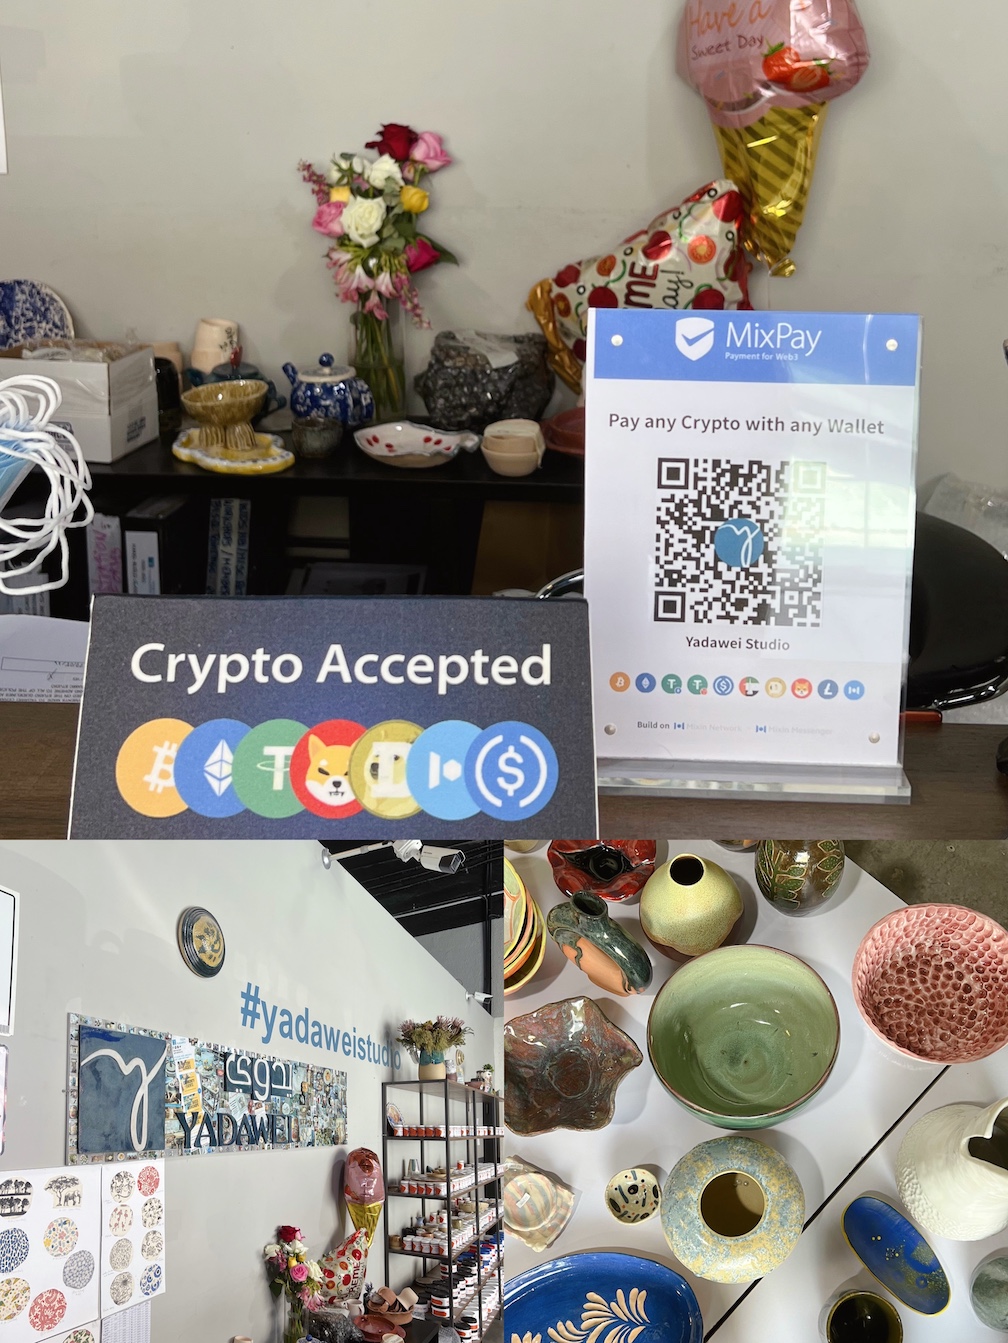 Have a
Sweet Day
MixPay
Payment for Web3
Pay any Crypto with any Wallet
Yadawei Studio
Build on Mixin Network, Mixin Messenger
Crypto Accepted
#yadaweistudio
يدوي
YADAWEI